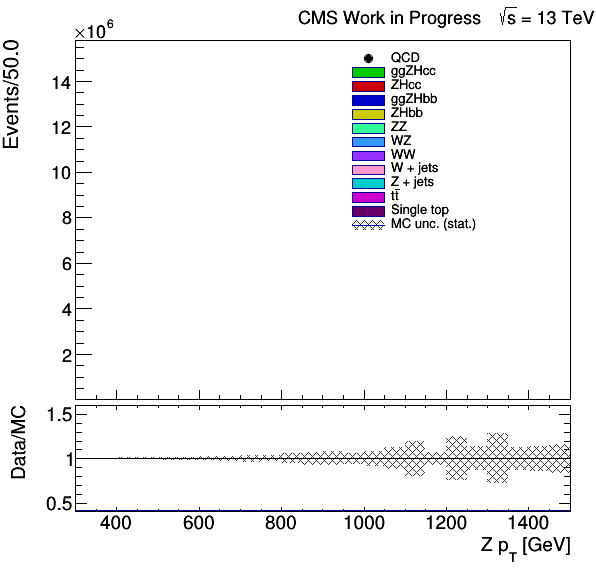 CMS Work in Progress √s = 13 TeV
×10⁶
Events/50.0
14
12
10
8
6
4
2
QCD
ggZHcc
ZHcc
ggZHbb
ZHbb
ZZ
WZ
WW
W + jets
Z + jets
tt̄
Single top
MC unc. (stat.)
Data/MC
1.5
1
0.5
400 600 800 1000 1200 1400
Z p_T [GeV]